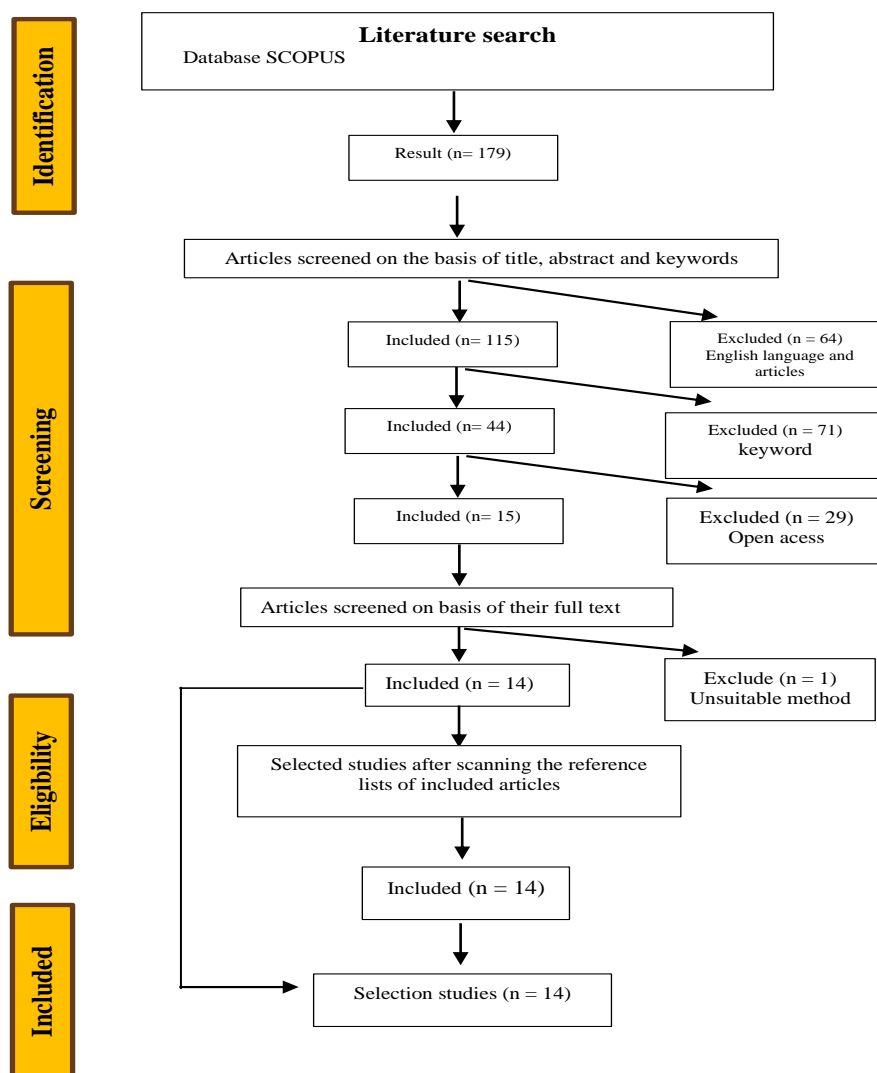 Identification
Literature search
Database SCOPUS
Result (n= 179)
Articles screened on the basis of title, abstract and keywords
Screening
Included (n= 115)
Excluded (n = 64)
English language and
articles
Included (n= 44)
Excluded (n = 71)
keyword
Included (n= 15)
Excluded (n = 29)
Open acess
Articles screened on basis of their full text
Included (n = 14)
Exclude (n = 1)
Unsuitable method
Eligibility
Selected studies after scanning the reference
lists of included articles
Included (n = 14)
Included
Selection studies (n = 14)